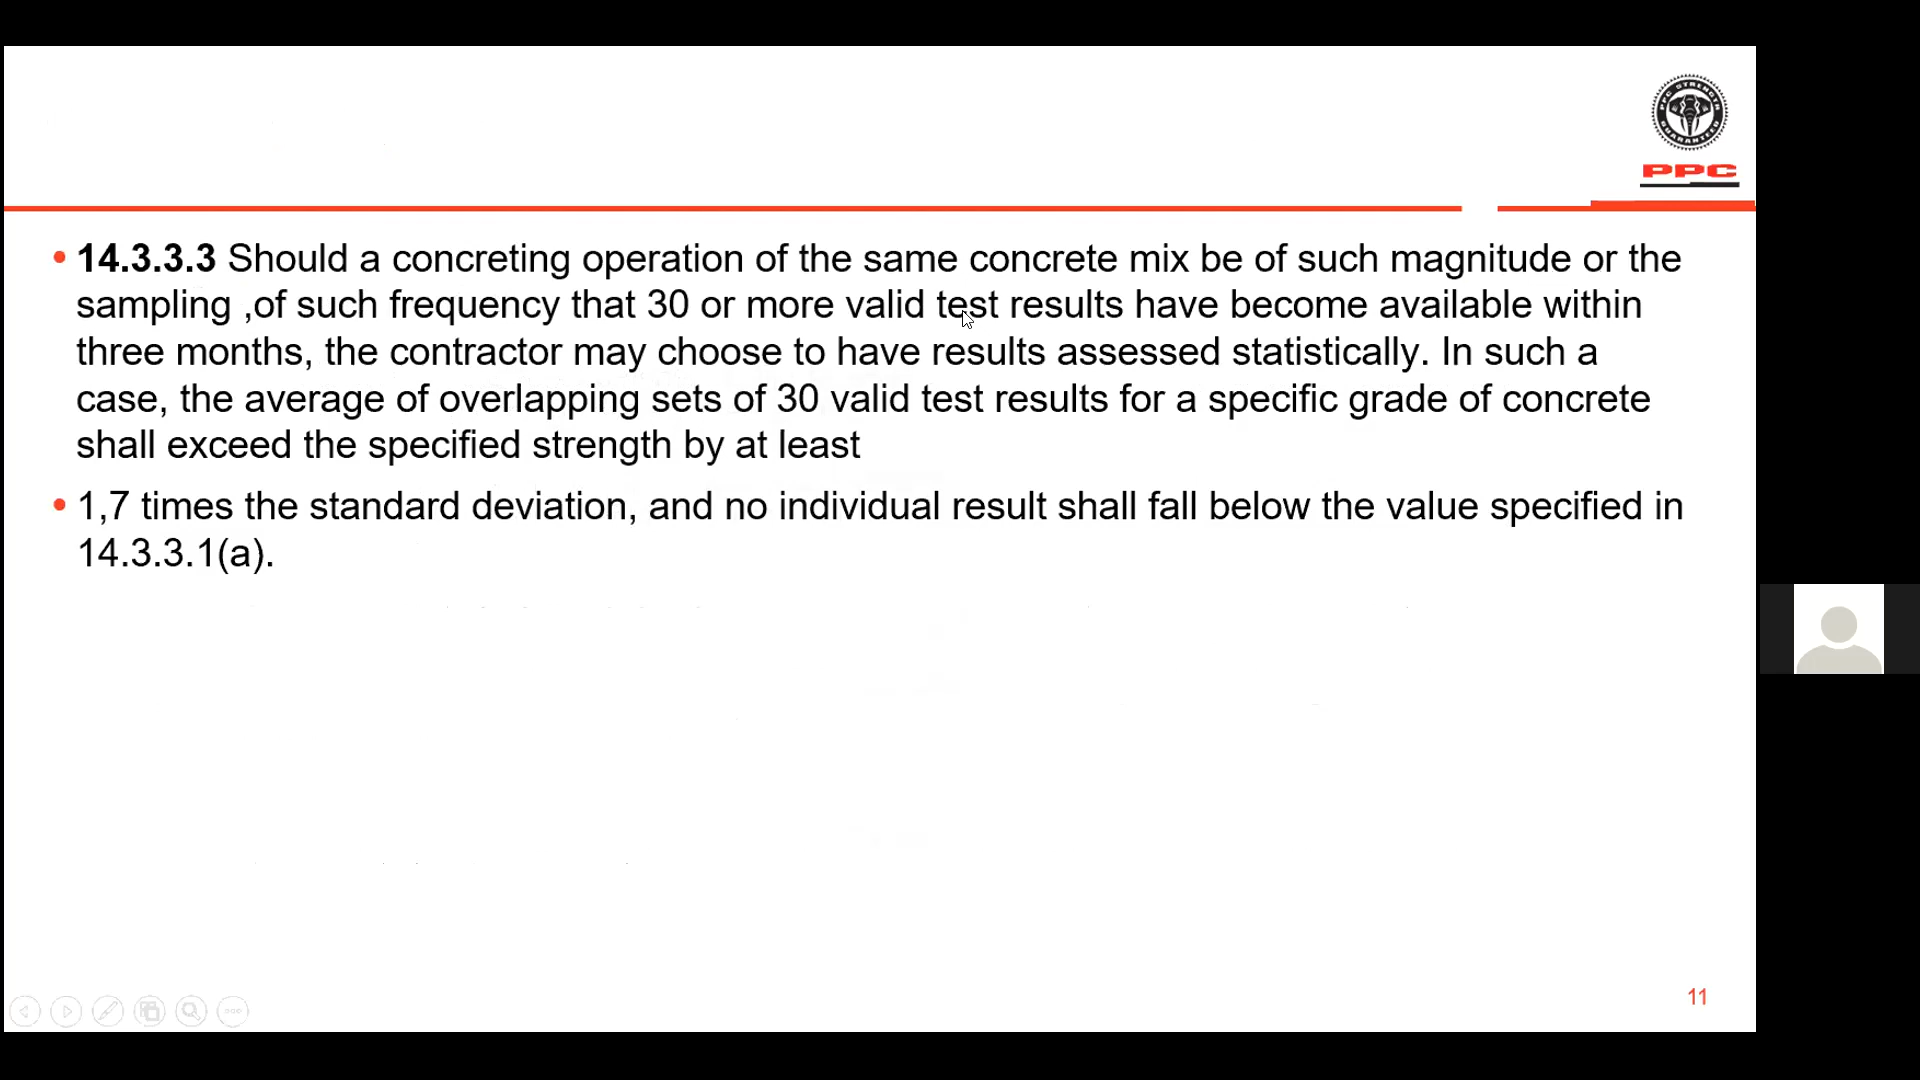 PPC STRENGTH
GUARANTEED
PPC
• 14.3.3.3 Should a concreting operation of the same concrete mix be of such magnitude or the
sampling ,of such frequency that 30 or more valid test results have become available within
three months, the contractor may choose to have results assessed statistically. In such a
case, the average of overlapping sets of 30 valid test results for a specific grade of concrete
shall exceed the specified strength by at least
• 1,7 times the standard deviation, and no individual result shall fall below the value specified in
14.3.3.1(a).
11